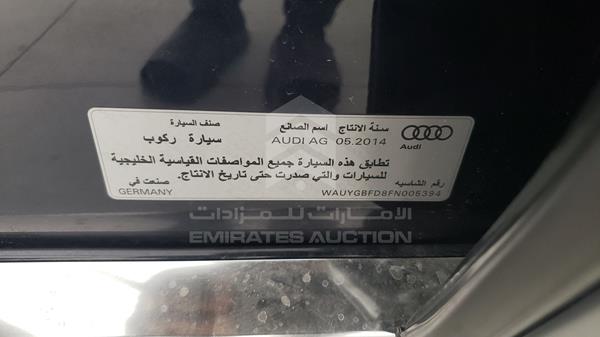 سنة الانتاج اسم الصانع صنف السيارة
AUDI AG 05.2014 سيارة ركوب
Audi
تطابق هذه السيارة جميع المواصفات القياسية الخليجية
للسيارات والتي صدرت حتى تاريخ الانتاج.
رقم الشاسيه صنعت في
WAUYGBFD8FN005394 GERMANY
الامارات للمزادات
EMIRATES AUCTION